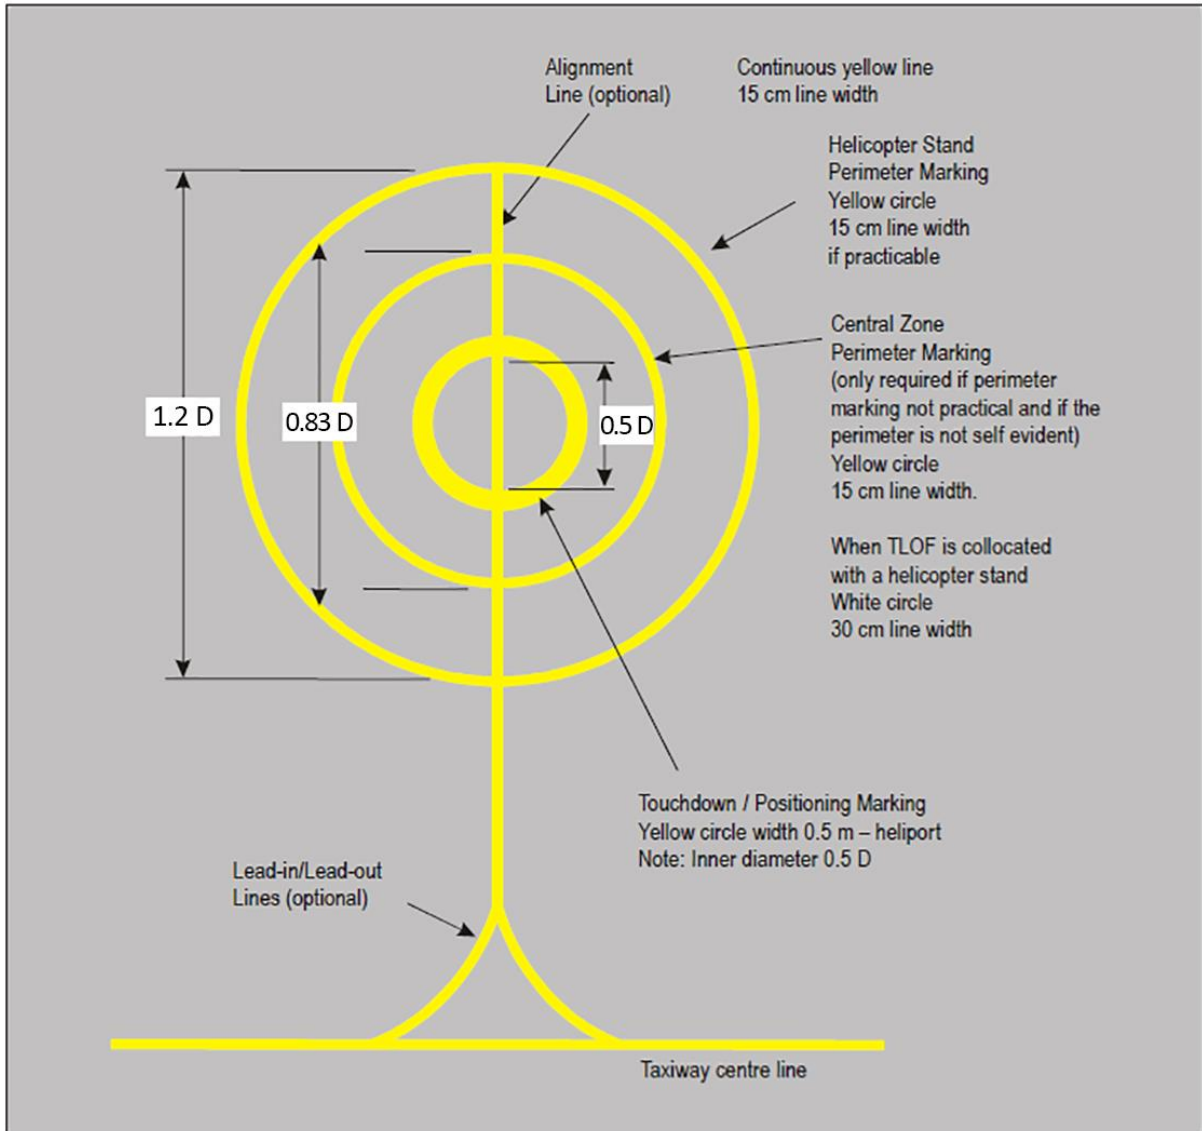 Alignment
Line (optional)
Continuous yellow line
15 cm line width
Helicopter Stand
Perimeter Marking
Yellow circle
15 cm line width
if practicable
Central Zone
Perimeter Marking
(only required if perimeter
marking not practical and if the
perimeter is not self evident)
Yellow circle
15 cm line width.
When TLOF is collocated
with a helicopter stand
White circle
30 cm line width
1.2 D
0.83 D
0.5 D
Touchdown / Positioning Marking
Yellow circle width 0.5 m – heliport
Note: Inner diameter 0.5 D
Lead-in/Lead-out
Lines (optional)
Taxiway centre line